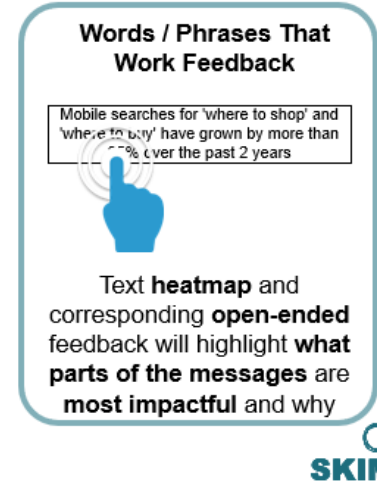 Words / Phrases That
Work Feedback
Mobile searches for 'where to shop' and
'where to buy' have grown by more than
% over the past 2 years
Text heatmap and
corresponding open-ended
feedback will highlight what
parts of the messages are
most impactful and why